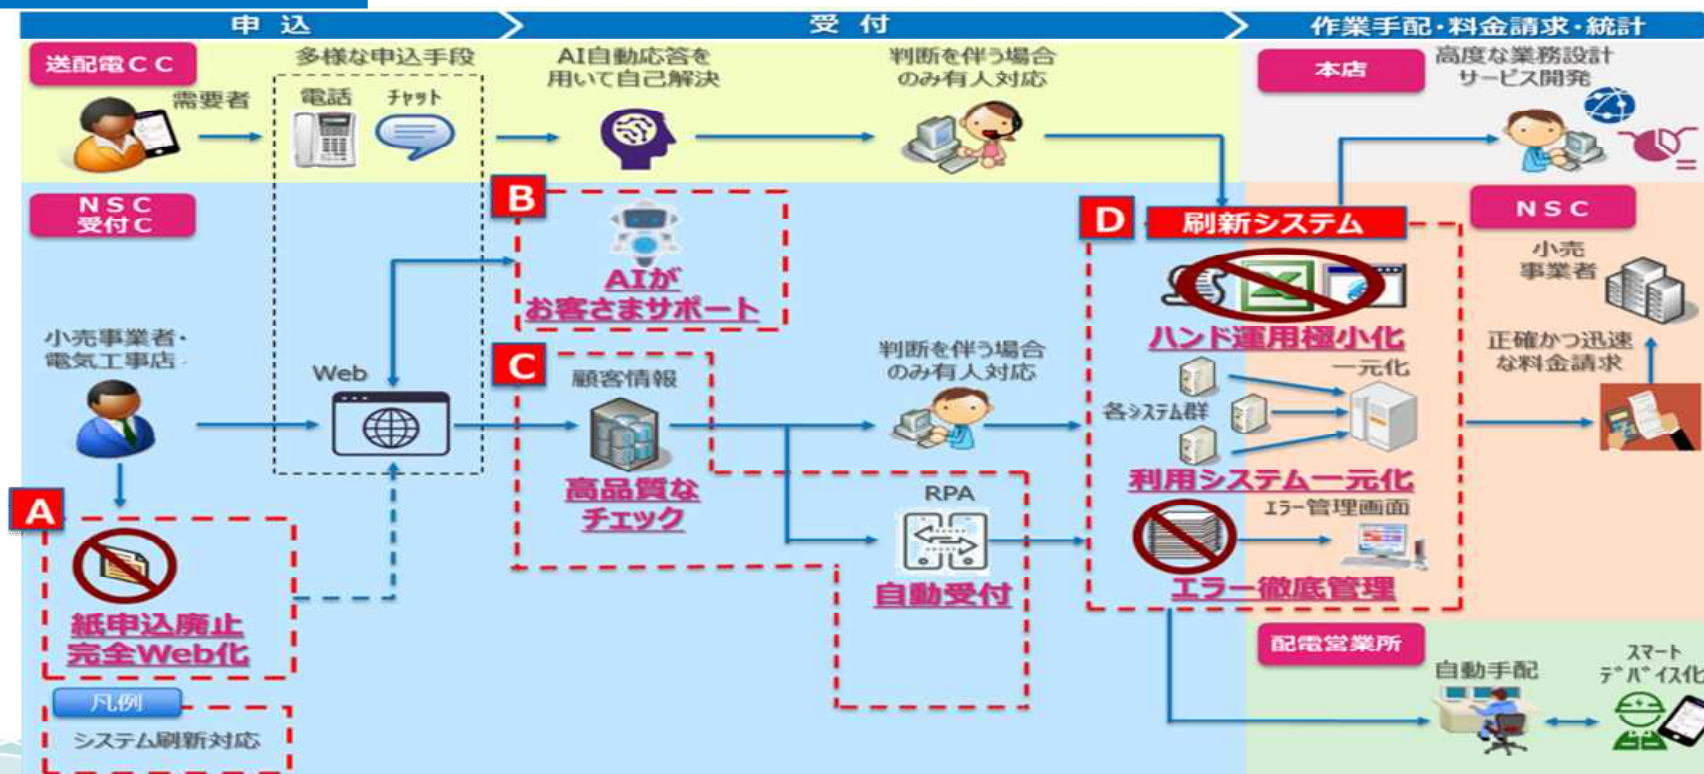 申込
受付
作業手配・料金請求・統計
送配電CC
需要者
多様な申込手段
電話
チャット
AI自動応答を
用いて自己解決
判断を伴う場合
のみ有人対応
本店
高度な業務設計
サービス開発
NSC
受付C
小売事業者・
電気工事店
Web
A
紙申込廃止
完全Web化
凡例
システム刷新対応
B
AIが
お客さまサポート
C
顧客情報
高品質な
チェック
判断を伴う場合
のみ有人対応
RPA
自動受付
D
刷新システム
ハンド運用極小化
一元化
各システム群
利用システム一元化
エラー管理画面
エラー徹底管理
NSC
小売
事業者
正確かつ迅速
な料金請求
配電営業所
自動手配
スマート
デバイス化